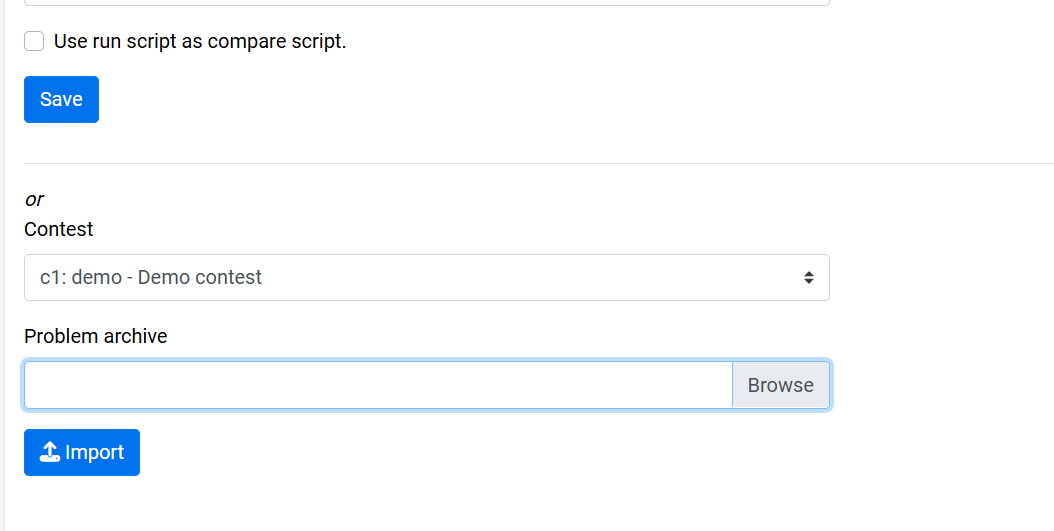 Use run script as compare script.
Save
or
Contest
c1: demo - Demo contest
Problem archive
Browse
Import